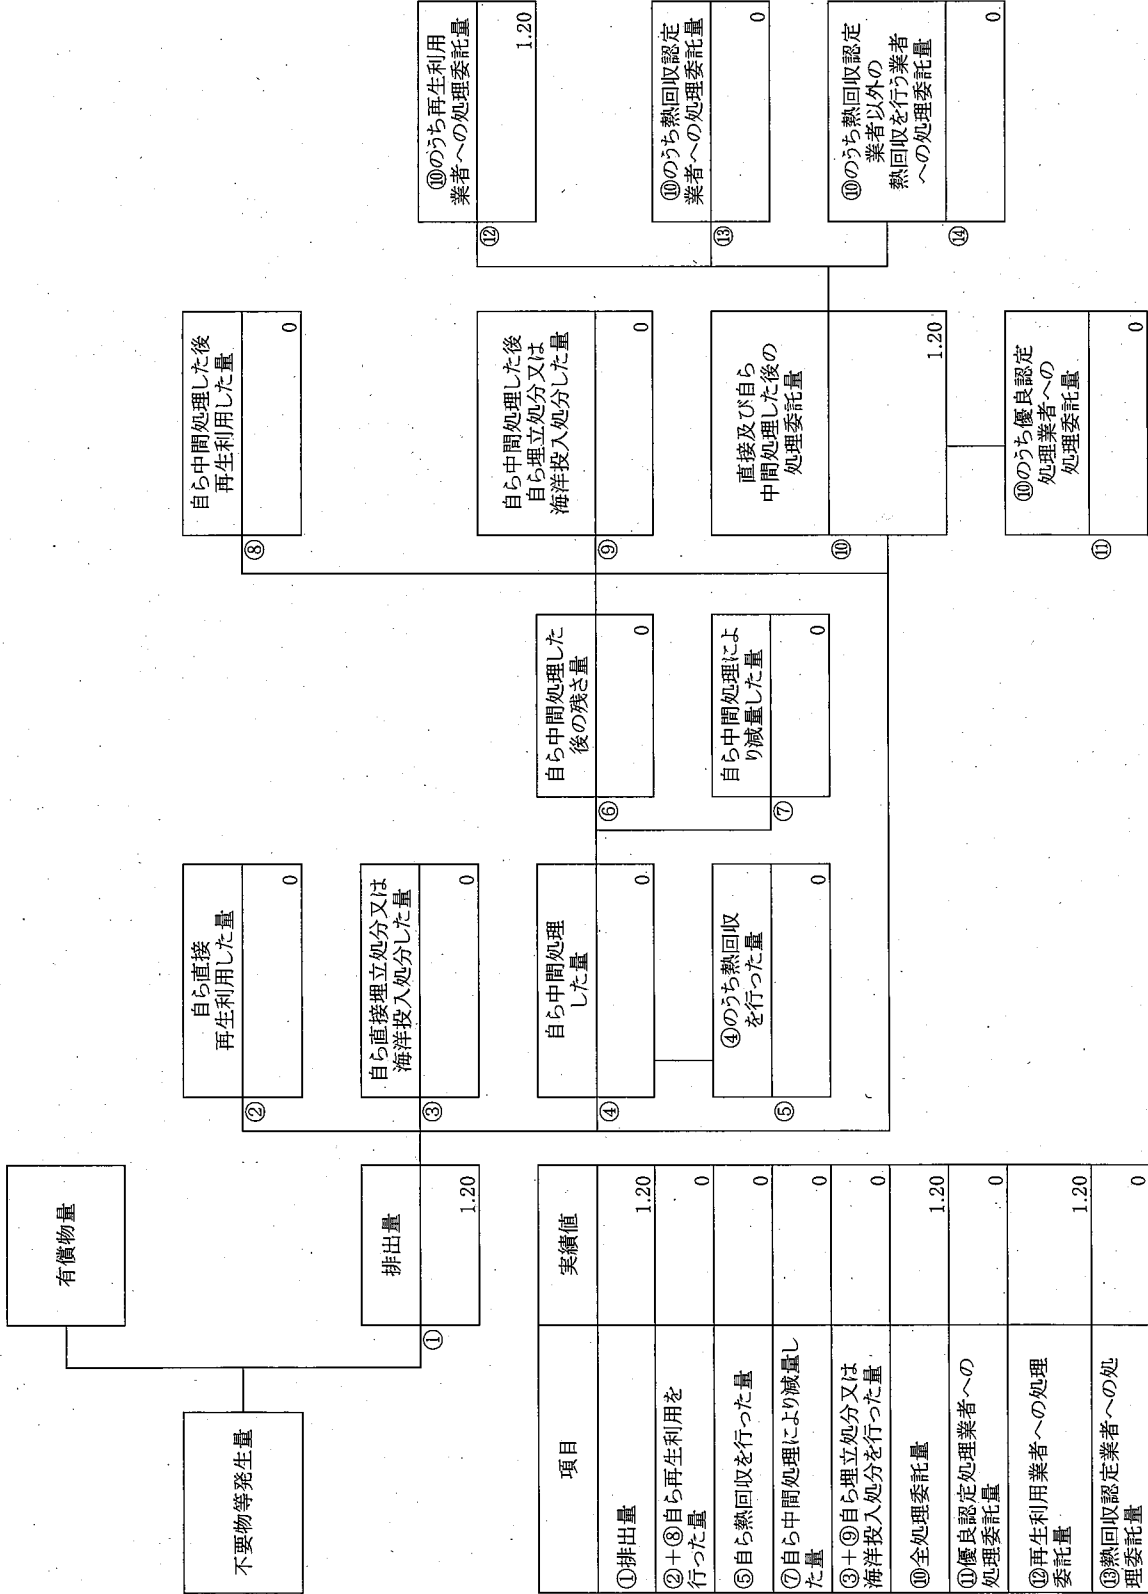 不要物等発生量
有償物量
①
排出量
1.20
②
自ら直接
再生利用した量
0
③
自ら直接埋立処分又は
海洋投入処分した量
0
④
自ら中間処理
した量
0
⑤
④のうち熱回収
を行った量
0
⑥
自ら中間処理した
後の残さ量
0
⑦
自ら中間処理によ
り減量した量
0
⑧
自ら中間処理した後
再生利用した量
0
⑨
自ら中間処理した後
自ら埋立処分又は
海洋投入処分した量
0
⑩
直接及び自ら
中間処理した後の
処理委託量
1.20
⑪
⑩のうち優良認定
処理業者への
処理委託量
0
⑫
⑩のうち再生利用
業者への処理委託量
1.20
⑬
⑩のうち熱回収認定
業者への処理委託量
0
⑭
⑩のうち熱回収認定
業者以外の
熱回収を行う業者
への処理委託量
0
項目
実績値
①排出量
1.20
②+⑧自ら再生利用を
行った量
0
⑤自ら熱回収を行った量
0
⑦自ら中間処理により減量し
た量
0
③+⑨自ら埋立処分又は
海洋投入処分を行った量
0
⑩全処理委託量
1.20
⑪優良認定処理業者への
処理委託量
0
⑫再生利用業者への処理
委託量
1.20
⑬熱回収認定業者への処
理委託量
0